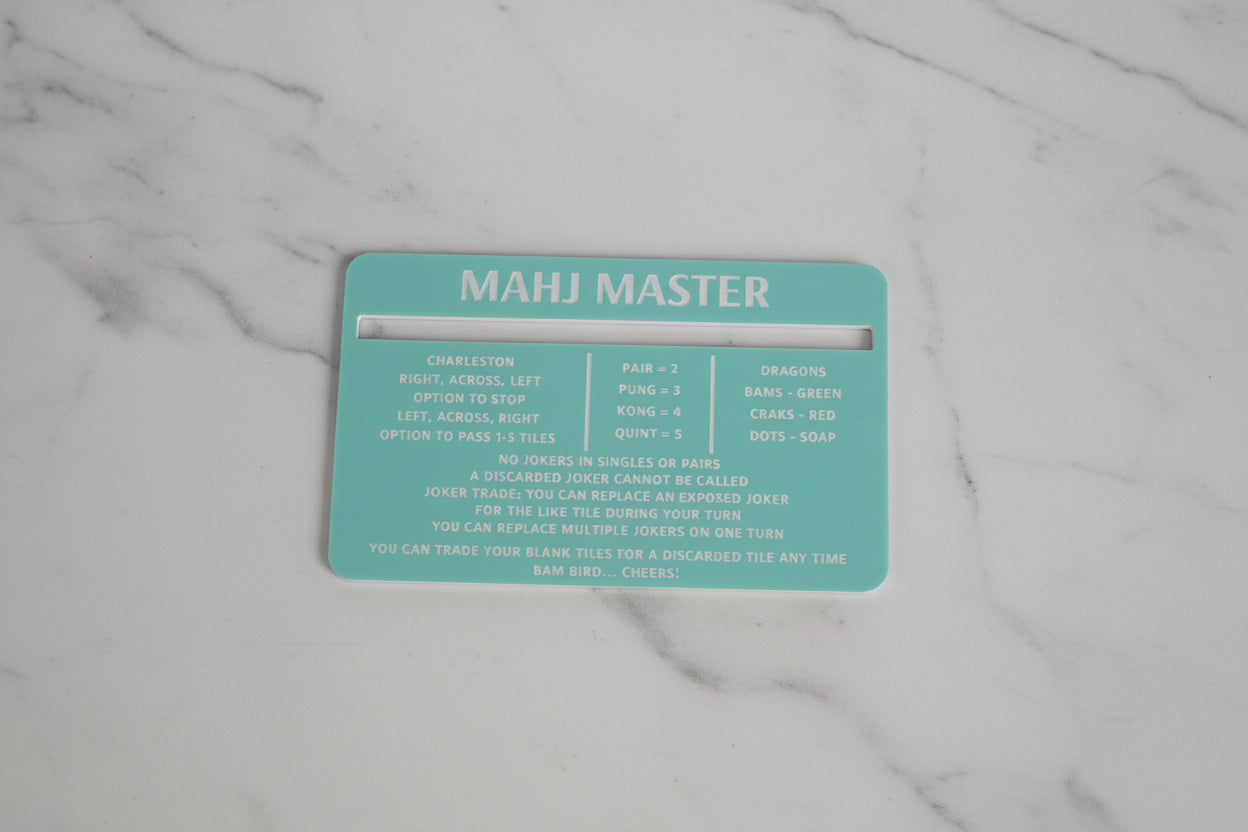 MAHJ MASTER
CHARLESTON
RIGHT, ACROSS, LEFT
OPTION TO STOP
LEFT, ACROSS, RIGHT
OPTION TO PASS 1-5 TILES
PAIR = 2
PUNG = 3
KONG = 4
QUINT = 5
DRAGONS
BAMS - GREEN
CRAKS - RED
DOTS - SOAP
NO JOKERS IN SINGLES OR PAIRS
A DISCARDED JOKER CANNOT BE CALLED
JOKER TRADE: YOU CAN REPLACE AN EXPOSED JOKER
FOR THE LIKE TILE DURING YOUR TURN
YOU CAN REPLACE MULTIPLE JOKERS ON ONE TURN
YOU CAN TRADE YOUR BLANK TILES FOR A DISCARDED TILE ANY TIME
BAM BIRD... CHEERS!